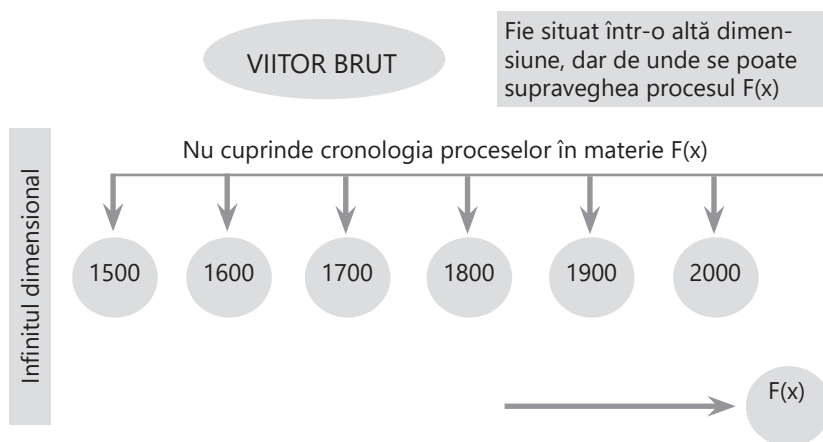 VIITOR BRUT
Fie situat într-o altă dimen-
siune, dar de unde se poate
supraveghea procesul F(x)
Infinitul dimensional
Nu cuprinde cronologia proceselor în materie F(x)
1500 1600 1700 1800 1900 2000
F(x)